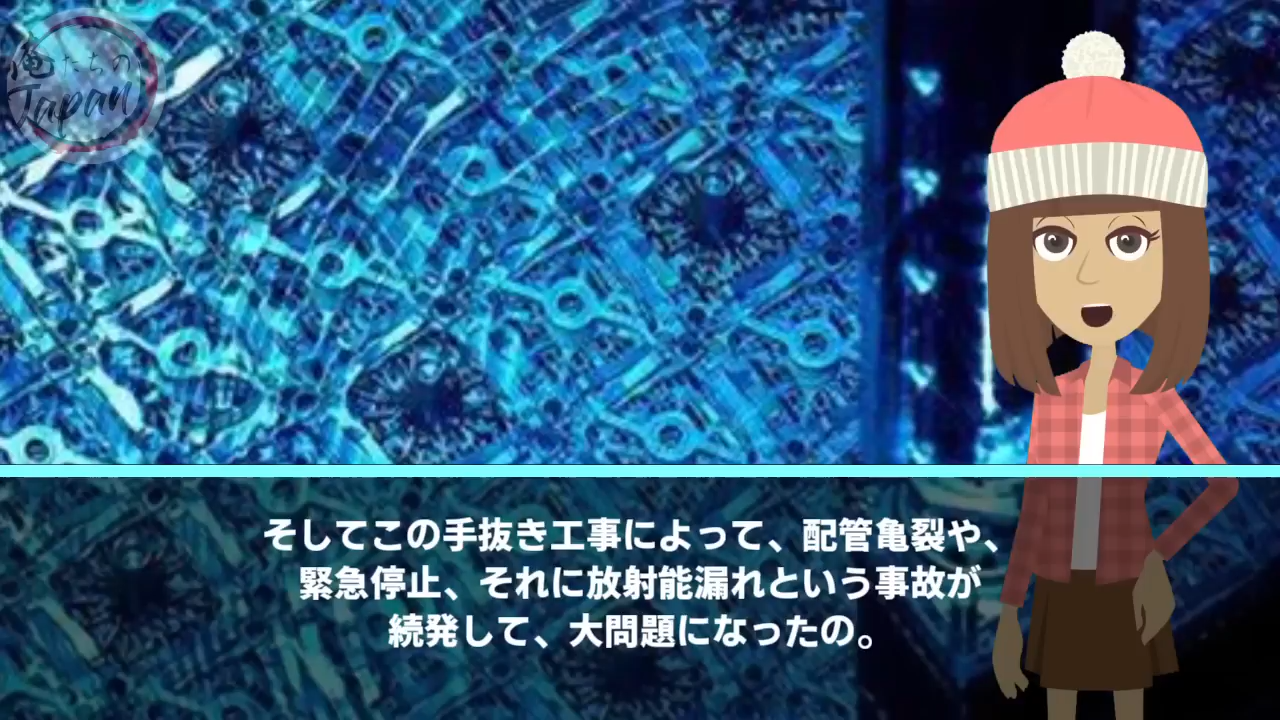 俺たちの
Japan
そしてこの手抜き工事によって、配管亀裂や、
緊急停止、それに放射能漏れという事故が
続発して、大問題になったの。